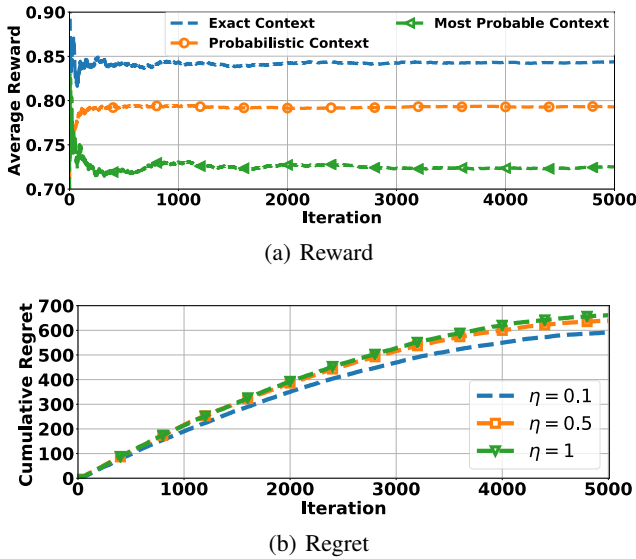 0.90
0.85
0.80
0.75
0.70
Average Reward
Exact Context
Probabilistic Context
Most Probable Context
0 1000 2000 3000 4000 5000
Iteration
(a) Reward
700
600
500
400
300
200
100
0
Cumulative Regret
η = 0.1
η = 0.5
η = 1
0 1000 2000 3000 4000 5000
Iteration
(b) Regret